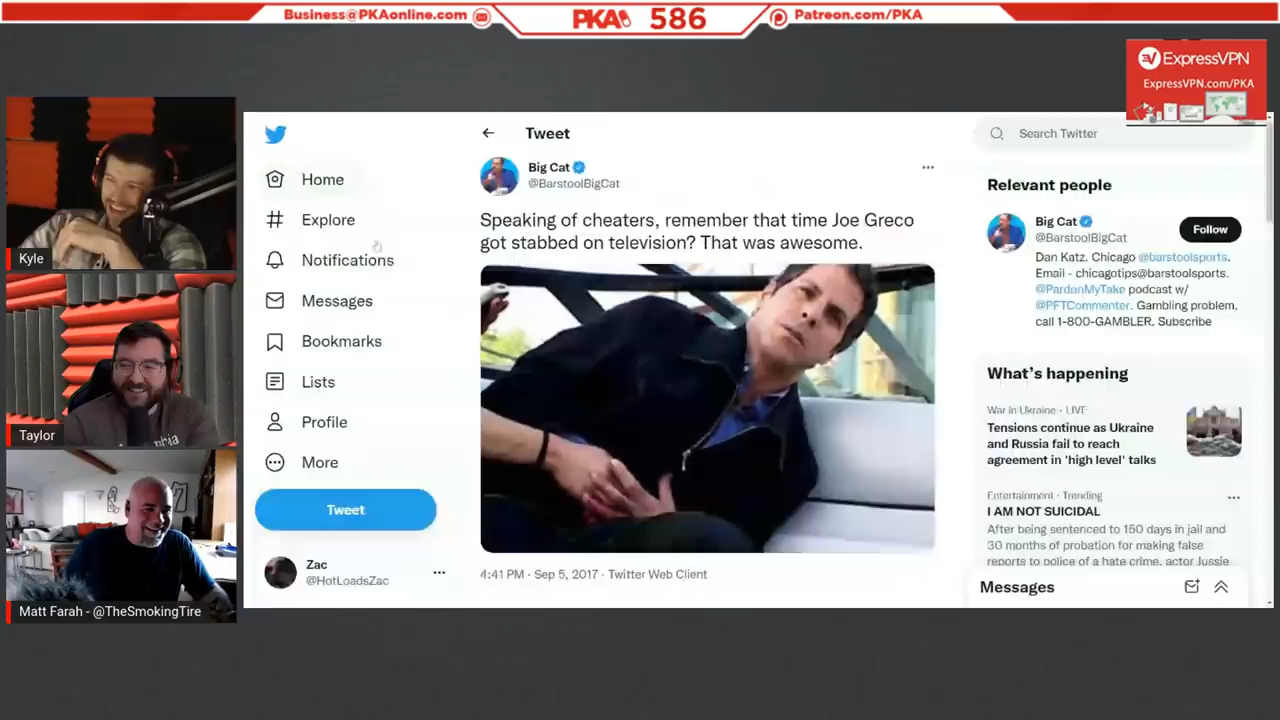 Business@PKAonline.com
PKA 586
Patreon.com/PKA
ExpressVPN
ExpressVPN.com/PKA
Kyle
Taylor
Matt Farah - @TheSmokingTire
Home
Explore
Notifications
Messages
Bookmarks
Lists
Profile
More
Tweet
Zac
@HotLoadsZac
Tweet
Big Cat
@BarstoolBigCat
Speaking of cheaters, remember that time Joe Greco
got stabbed on television? That was awesome.
4:41 PM · Sep 5, 2017 · Twitter Web Client
Search Twitter
Relevant people
Big Cat
@BarstoolBigCat
Follow
Dan Katz. Chicago @barstoolsports.
Email - chicagotips@barstoolsports.
@PardonMyTake podcast w/
@PFTCommenter. Gambling problem,
call 1-800-GAMBLER. Subscribe
What's happening
War in Ukraine · LIVE
Tensions continue as Ukraine
and Russia fail to reach
agreement in 'high level' talks
Entertainment · Trending
I AM NOT SUICIDAL
After being sentenced to 150 days in jail and
30 months of probation for making false
reports to police of a hate crime, actor Jussie
Messages